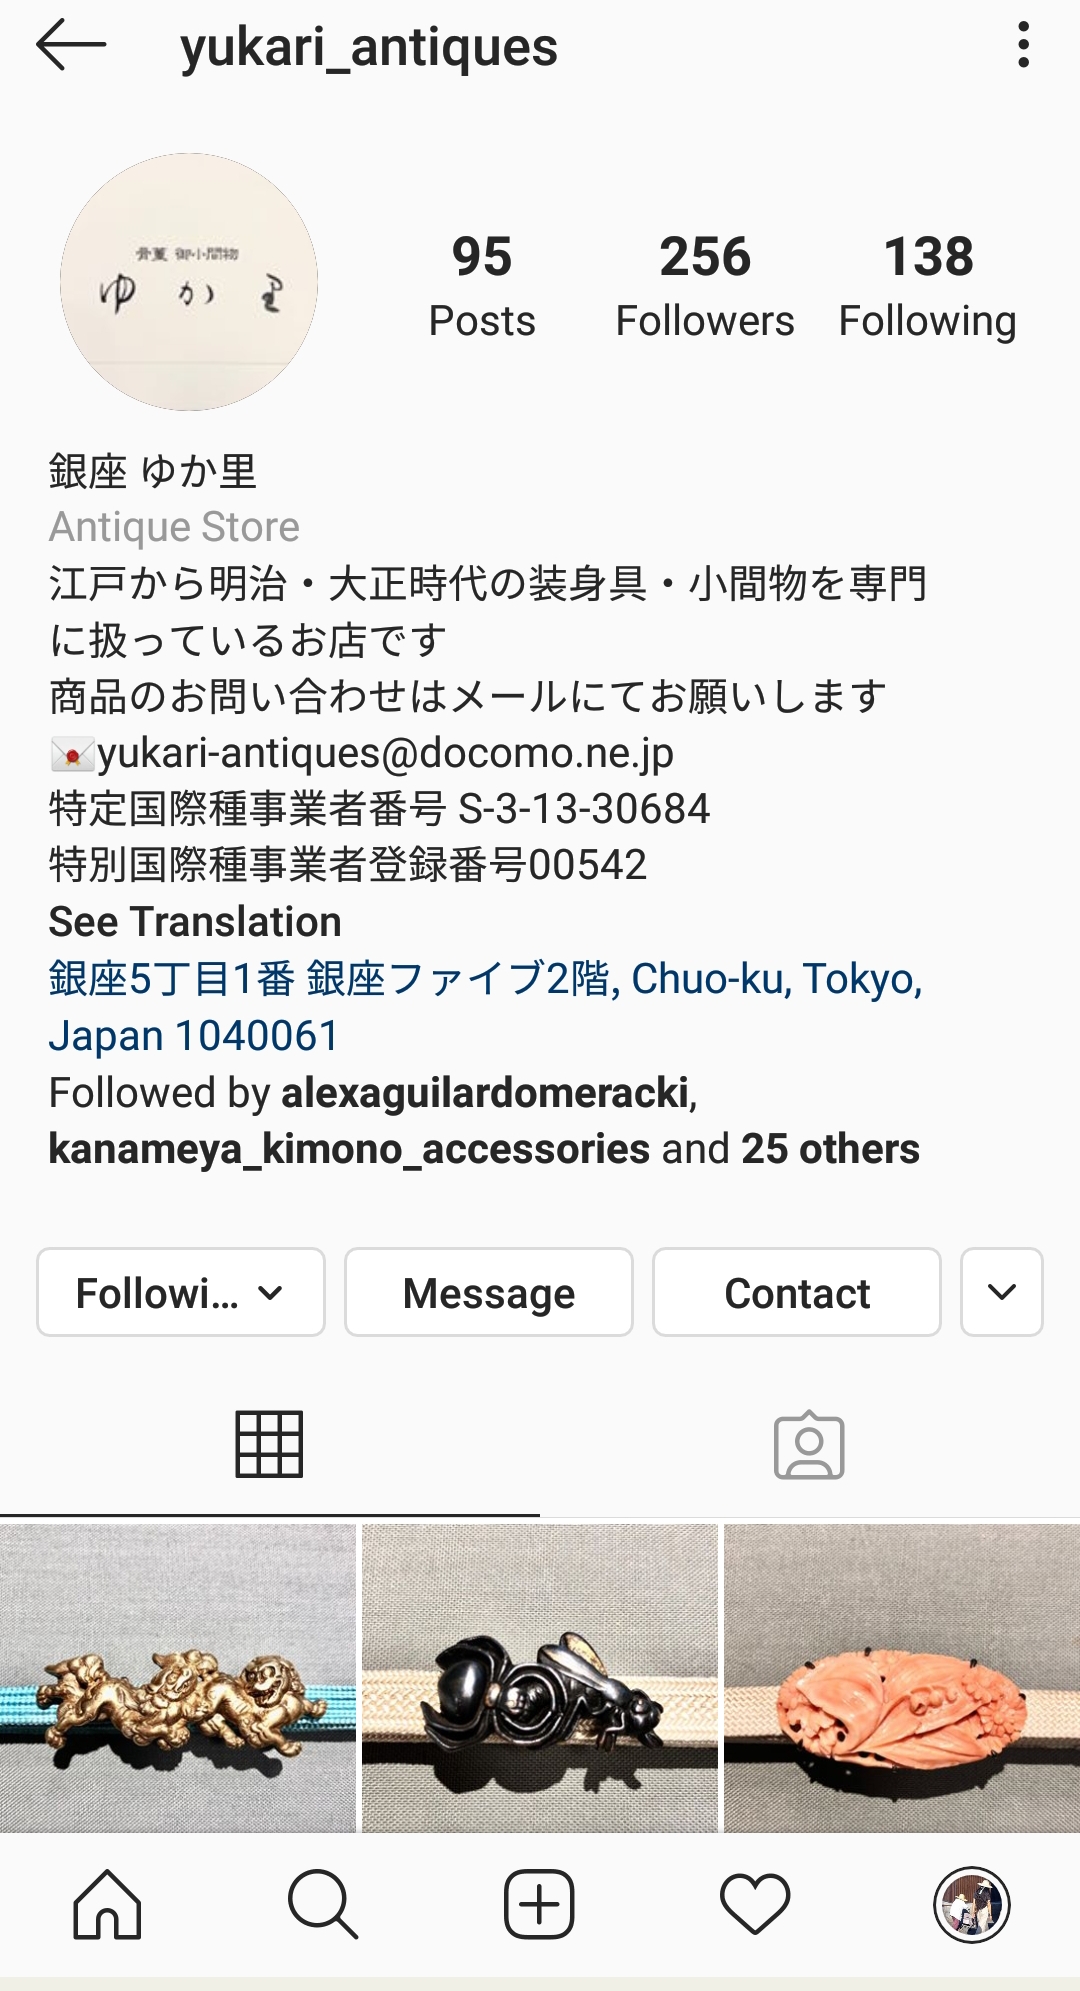 yukari_antiques
骨董 御小間物
ゆか里
95
Posts
256
Followers
138
Following
銀座 ゆか里
Antique Store
江戸から明治・大正時代の装身具・小間物を専門
に扱っているお店です
商品のお問い合わせはメールにてお願いします
💌yukari-antiques@docomo.ne.jp
特定国際種事業者番号 S-3-13-30684
特別国際種事業者登録番号00542
See Translation
銀座5丁目1番 銀座ファイブ2階, Chuo-ku, Tokyo,
Japan 1040061
Followed by alexaguilardomeracki,
kanameya_kimono_accessories and 25 others
Followi...
Message
Contact